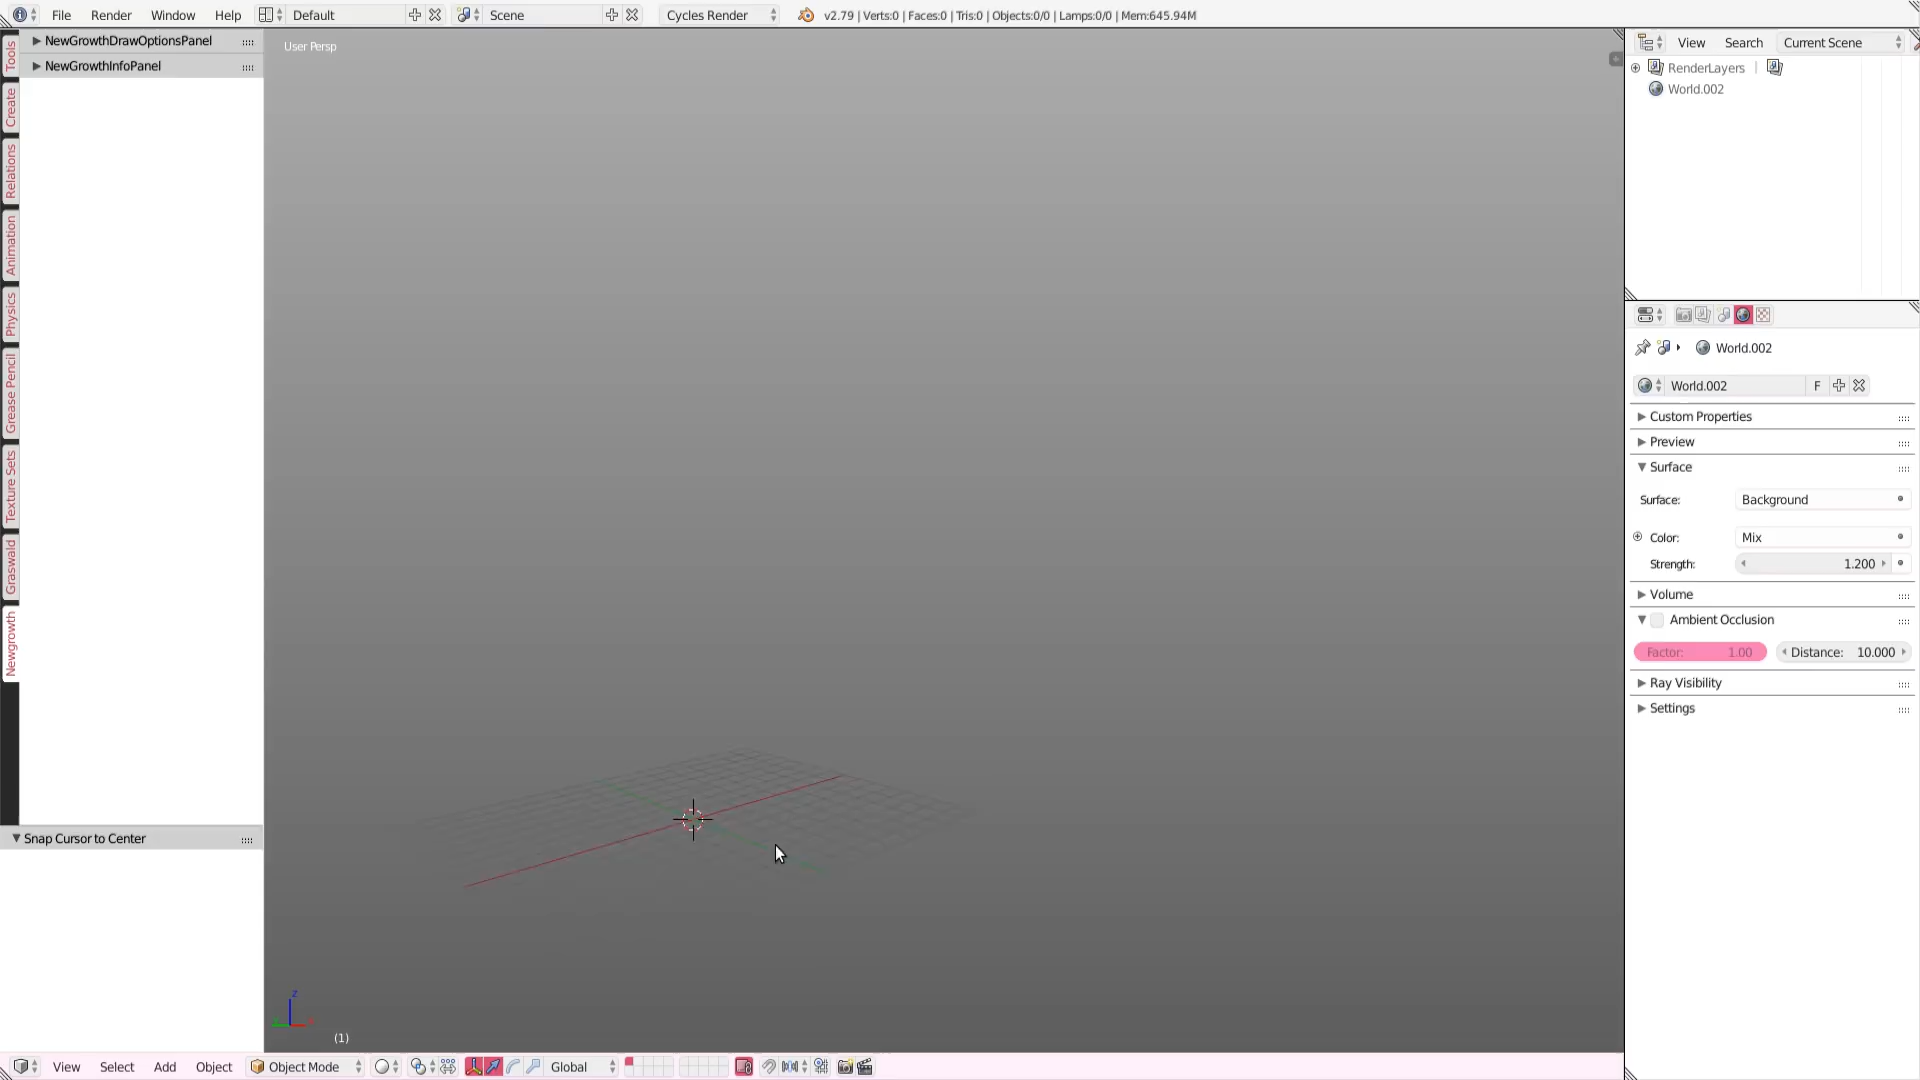 File Render Window Help Default Scene Cycles Render v2.79 | Verts:0 | Faces:0 | Tris:0 | Objects:0/0 | Lamps:0/0 | Mem:645.94M
Tools
Create
Relations
Animation
Physics
Grease Pencil
Texture Sets
Graswald
Newgrowth
NewGrowthDrawOptionsPanel
NewGrowthInfoPanel
Snap Cursor to Center
User Persp
z
(1)
View Select Add Object Object Mode Global
View Search Current Scene
RenderLayers |
World.002
World.002
World.002 F
Custom Properties
Preview
Surface
Surface: Background
Color: Mix
Strength: 1.200
Volume
Ambient Occlusion
Factor: 1.00 Distance: 10.000
Ray Visibility
Settings